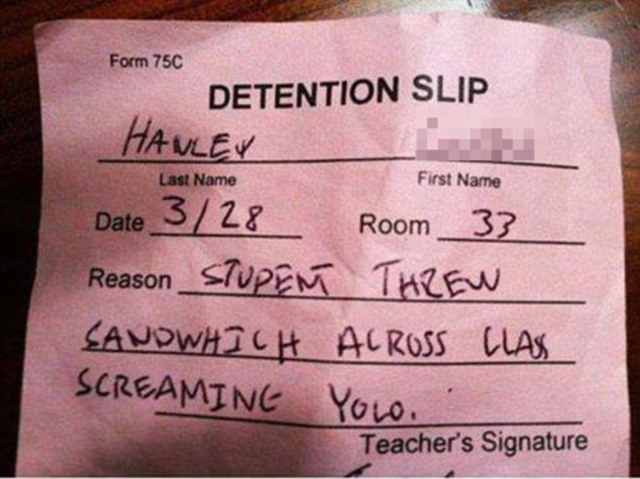 Form 75C
DETENTION SLIP
HANLEY
Last Name First Name
Date 3/28 Room 33
Reason STUDENT THREW
SANDWHICH ACROSS CLASS
SCREAMING YOLO.
Teacher's Signature